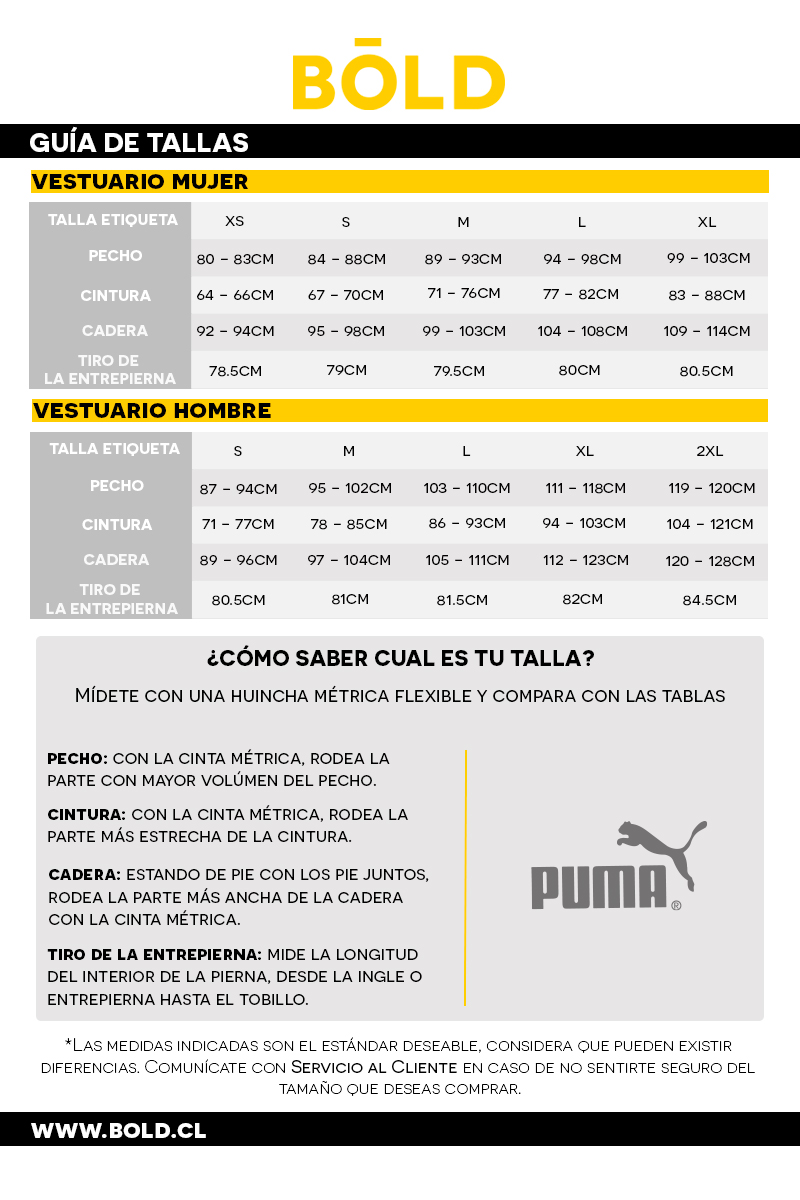 BŌLD
GUÍA DE TALLAS
VESTUARIO MUJER
TALLA ETIQUETA XS S M L XL
PECHO 80 – 83CM 84 – 88CM 89 – 93CM 94 – 98CM 99 – 103CM
CINTURA 64 – 66CM 67 – 70CM 71 – 76CM 77 – 82CM 83 – 88CM
CADERA 92 – 94CM 95 – 98CM 99 – 103CM 104 – 108CM 109 – 114CM
TIRO DE
LA ENTREPIERNA 78.5CM 79CM 79.5CM 80CM 80.5CM
VESTUARIO HOMBRE
TALLA ETIQUETA S M L XL 2XL
PECHO 87 – 94CM 95 – 102CM 103 – 110CM 111 – 118CM 119 – 120CM
CINTURA 71 – 77CM 78 – 85CM 86 – 93CM 94 – 103CM 104 – 121CM
CADERA 89 – 96CM 97 – 104CM 105 – 111CM 112 – 123CM 120 – 128CM
TIRO DE
LA ENTREPIERNA 80.5CM 81CM 81.5CM 82CM 84.5CM
¿CÓMO SABER CUAL ES TU TALLA?
MÍDETE CON UNA HUINCHA MÉTRICA FLEXIBLE Y COMPARA CON LAS TABLAS
PECHO: CON LA CINTA MÉTRICA, RODEA LA
PARTE CON MAYOR VOLÚMEN DEL PECHO.
CINTURA: CON LA CINTA MÉTRICA, RODEA LA
PARTE MÁS ESTRECHA DE LA CINTURA.
CADERA: ESTANDO DE PIE CON LOS PIE JUNTOS,
RODEA LA PARTE MÁS ANCHA DE LA CADERA
CON LA CINTA MÉTRICA.
TIRO DE LA ENTREPIERNA: MIDE LA LONGITUD
DEL INTERIOR DE LA PIERNA, DESDE LA INGLE O
ENTREPIERNA HASTA EL TOBILLO.
PUMA®
*LAS MEDIDAS INDICADAS SON EL ESTÁNDAR DESEABLE, CONSIDERA QUE PUEDEN EXISTIR
DIFERENCIAS. COMUNÍCATE CON SERVICIO AL CLIENTE EN CASO DE NO SENTIRTE SEGURO DEL
TAMAÑO QUE DESEAS COMPRAR.
WWW.BOLD.CL